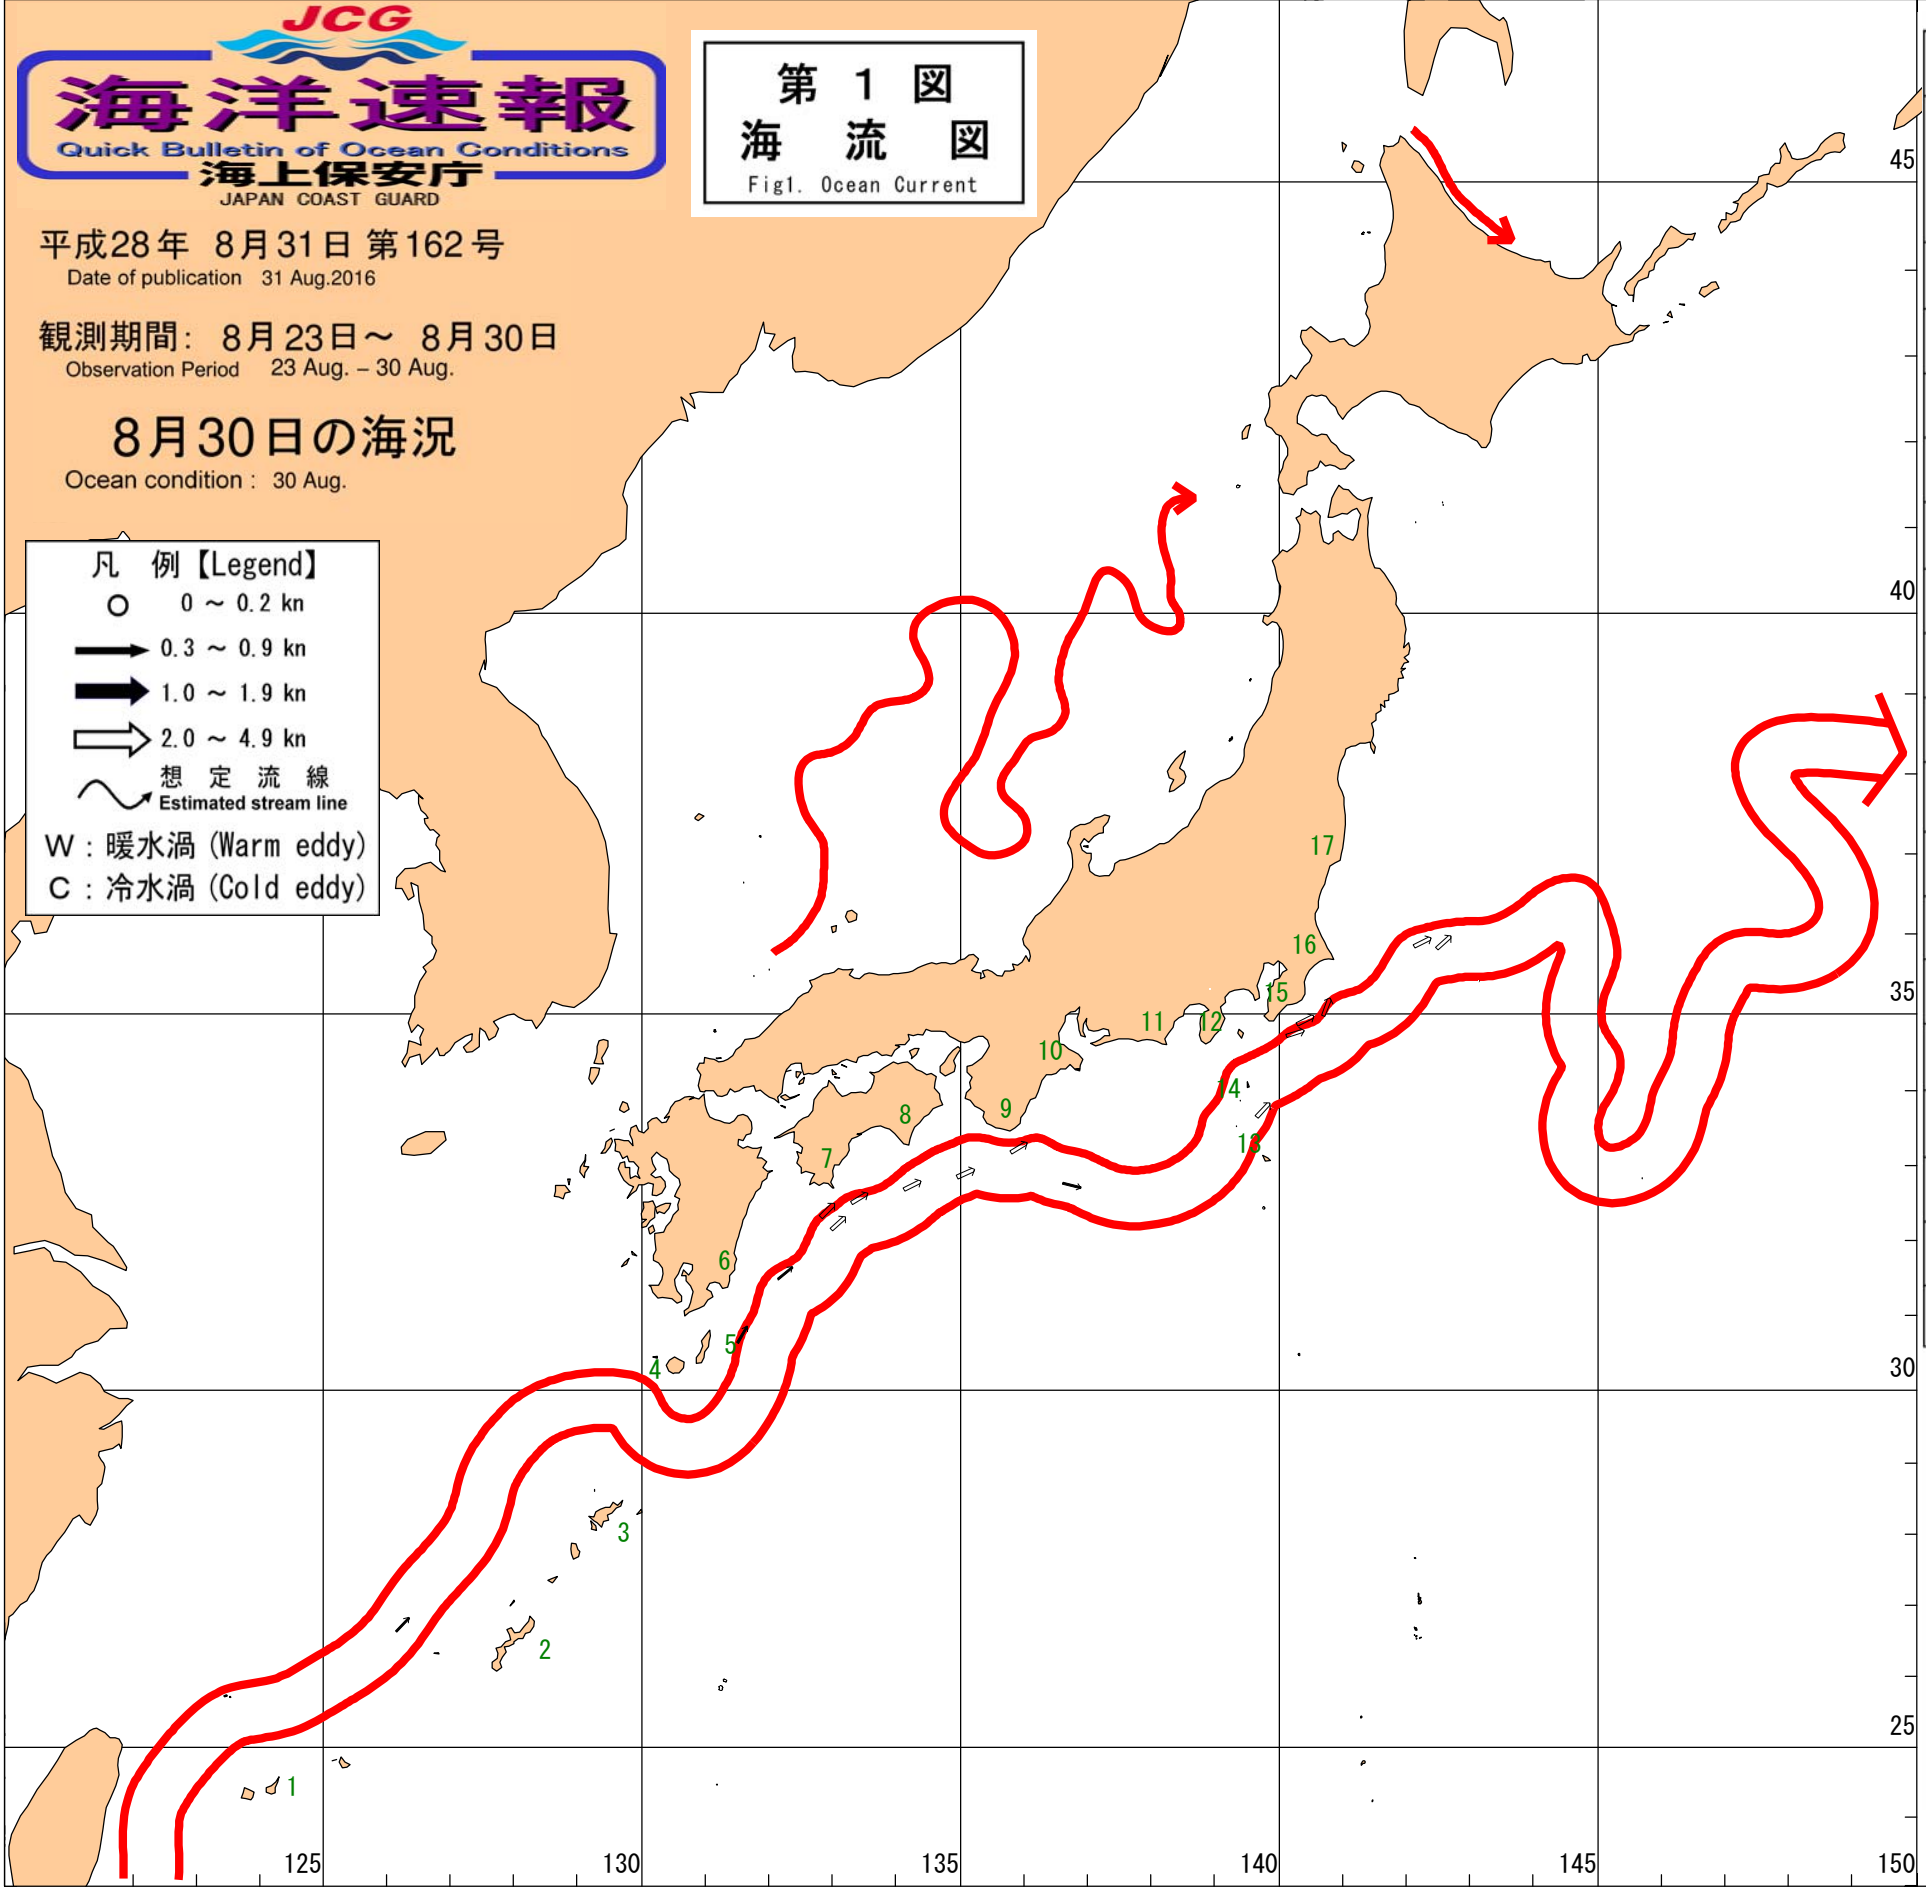 JCG
海洋速報
Quick Bulletin of Ocean Conditions
海上保安庁
JAPAN COAST GUARD
平成28年 8月31日 第162号
Date of publication 31 Aug.2016
観測期間: 8月23日～ 8月30日
Observation Period 23 Aug. – 30 Aug.
8月30日の海況
Ocean condition : 30 Aug.
第 1 図
海 流 図
Fig1. Ocean Current
凡 例【Legend】
0 ～ 0.2 kn
0.3 ～ 0.9 kn
1.0 ～ 1.9 kn
2.0 ～ 4.9 kn
想 定 流 線
Estimated stream line
W : 暖水渦 (Warm eddy)
C : 冷水渦 (Cold eddy)
45
40
35
30
25
17
16
15
11
12
10
14
9
8
13
7
6
5
4
3
2
1
125
130
135
140
145
150